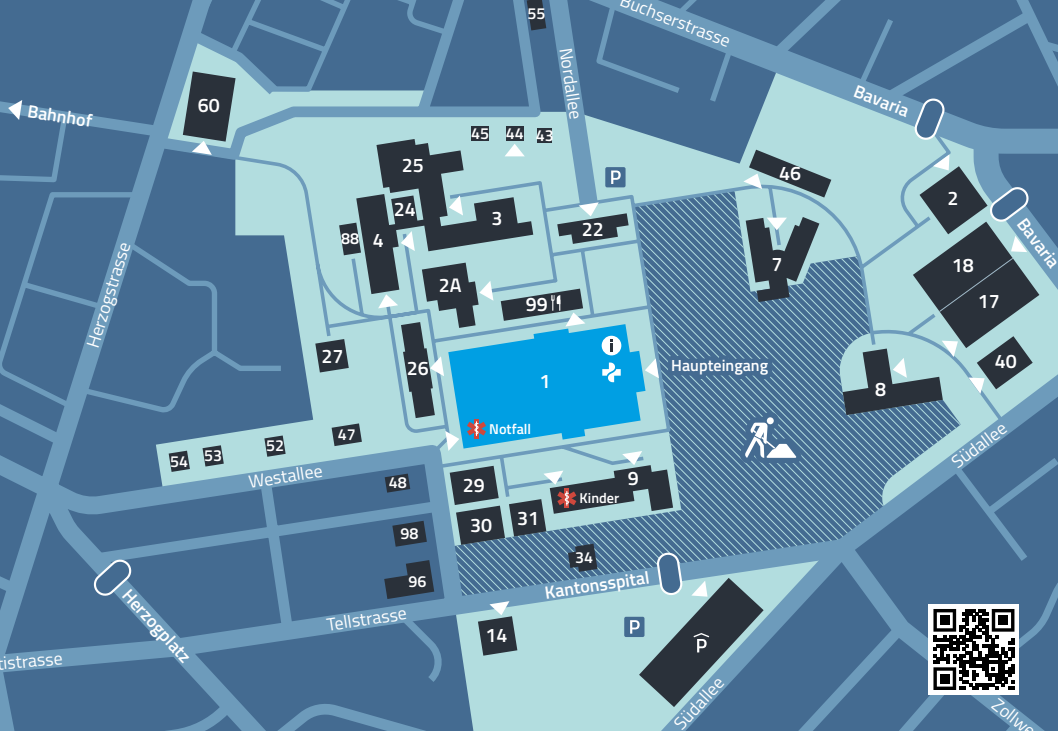 55
Buchserstrasse
Nordallee
Bavaria
60
Bahnhof
45
44
43
25
P
46
2
24
3
22
88
4
7
Bavaria
18
17
2A
99
Herzogstrasse
27
26
1
i
Haupteingang
40
8
Notfall
47
52
53
54
Südallee
Westallee
48
29
9
Kinder
30
31
98
34
96
Kantonsspital
Herzogplatz
Tellstrasse
14
P
P
tistrasse
Südallee
Zollwe